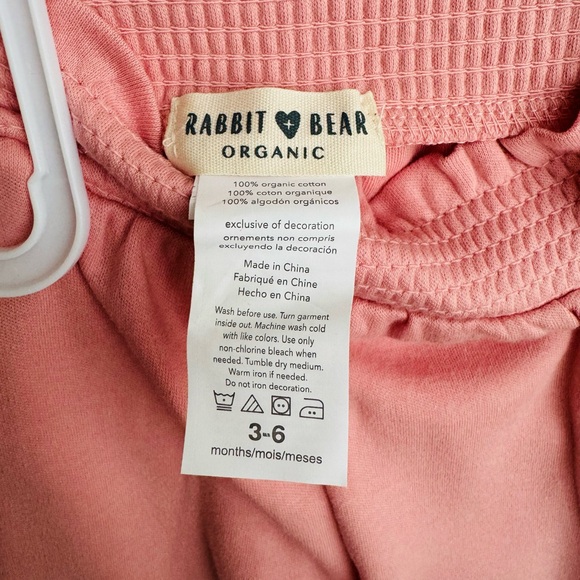 RABBIT BEAR
ORGANIC
100% organic cotton
100% coton organique
100% algodón orgánicos
exclusive of decoration
ornements non compris
excluyendo la decoración
Made in China
Fabriqué en Chine
Hecho en China
Wash before use. Turn garment
inside out. Machine wash cold
with like colors. Use only
non-chlorine bleach when
needed. Tumble dry medium.
Warm iron if needed.
Do not iron decoration.
3-6
months/mois/meses